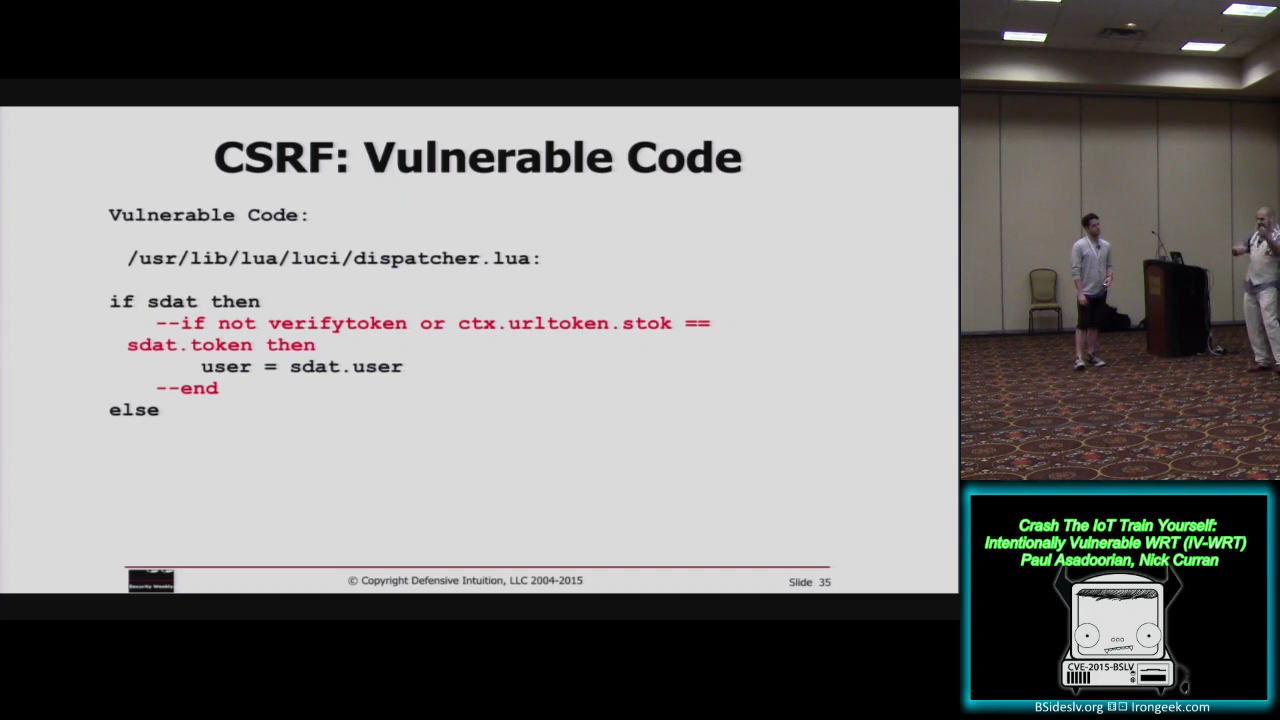 CSRF: Vulnerable Code
Vulnerable Code:
/usr/lib/lua/luci/dispatcher.lua:
if sdat then
--if not verifytoken or ctx.urltoken.stok ==
sdat.token then
user = sdat.user
--end
else
Security Weekly
© Copyright Defensive Intuition, LLC 2004-2015
Slide 35
Crash The IoT Train Yourself:
Intentionally Vulnerable WRT (IV-WRT)
Paul Asadoorian, Nick Curran
CVE-2015-BSLV
BSideslv.org Irongeek.com